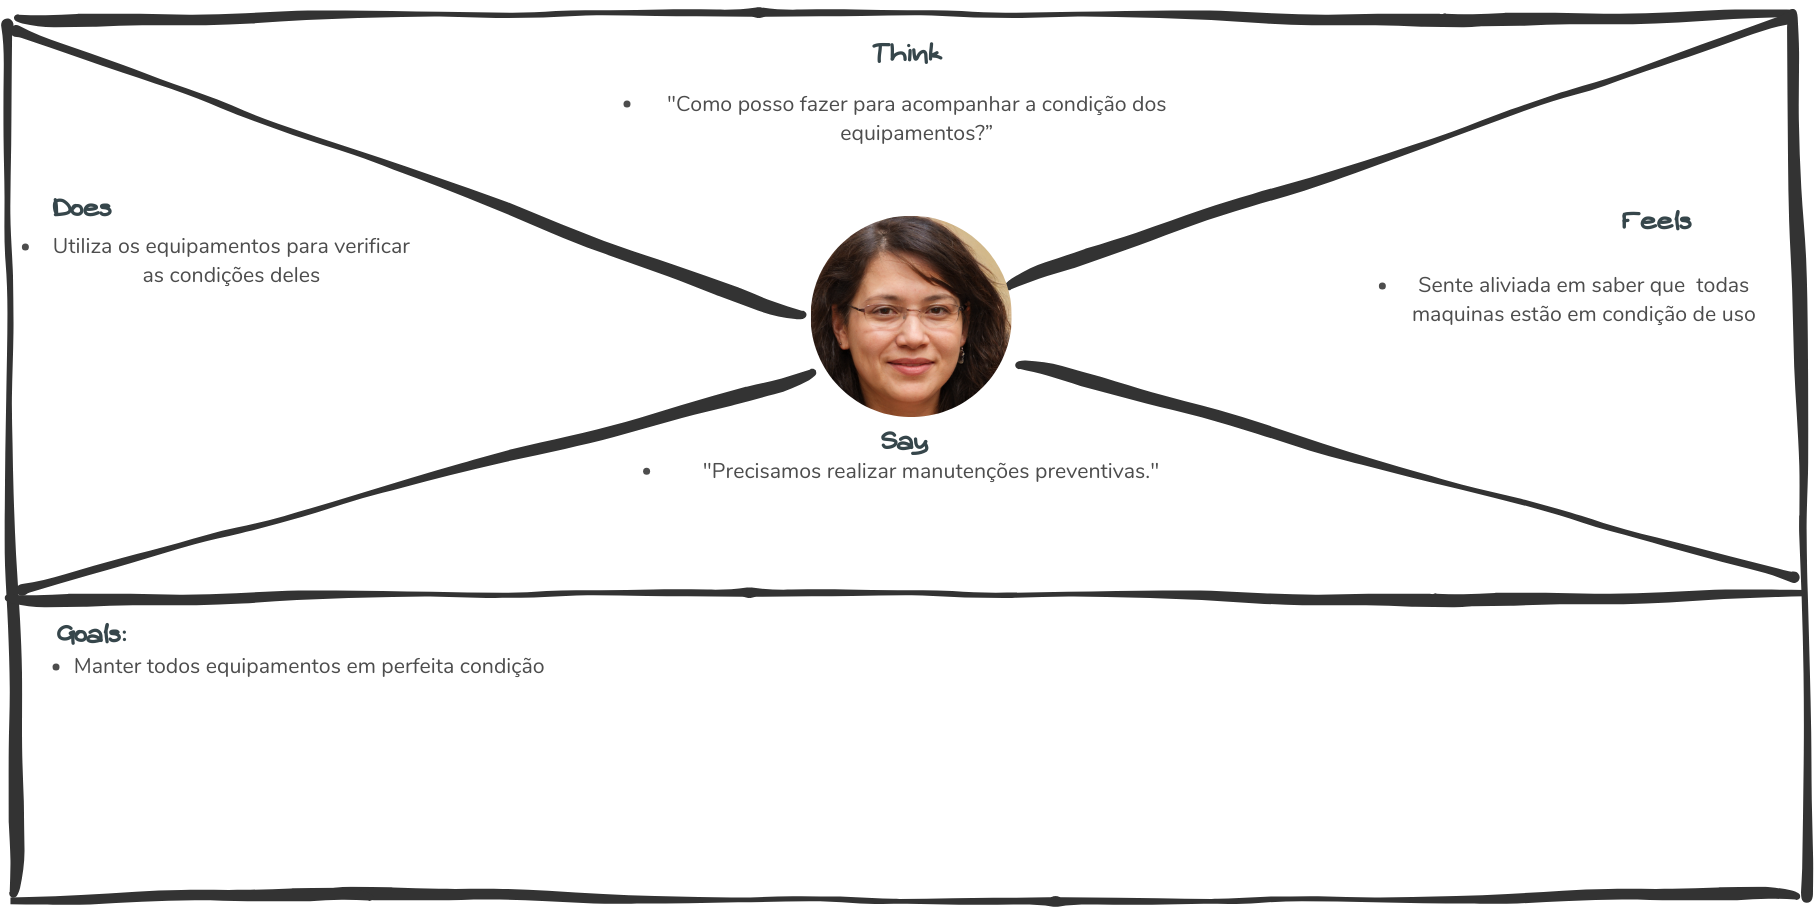 Think
• "Como posso fazer para acompanhar a condição dos
equipamentos?”
Does
• Utiliza os equipamentos para verificar
as condições deles
Feels
• Sente aliviada em saber que  todas
maquinas estão em condição de uso
Say
• "Precisamos realizar manutenções preventivas."
Goals:
• Manter todos equipamentos em perfeita condição